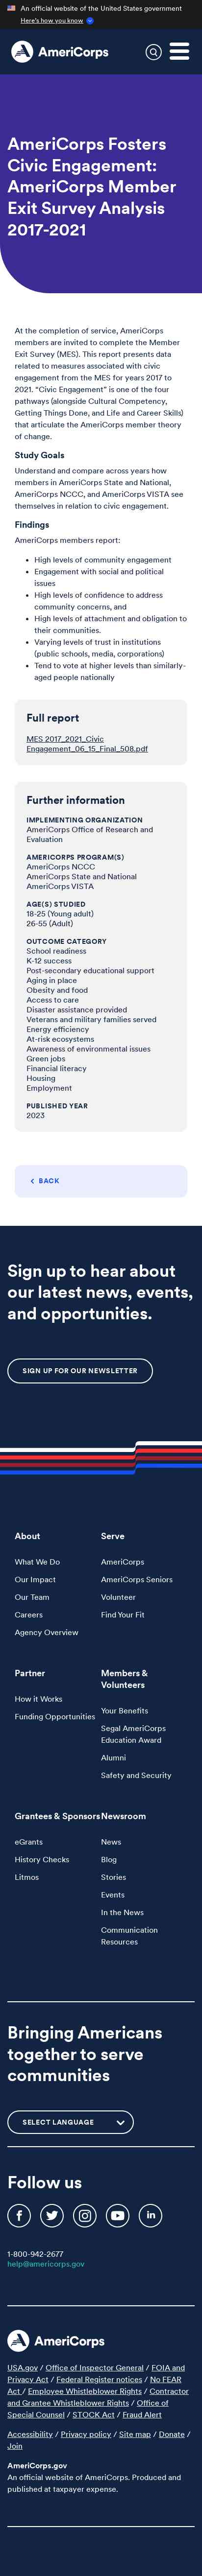 An official website of the United States government
Here's how you know
AmeriCorps
AmeriCorps Fosters
Civic Engagement:
AmeriCorps Member
Exit Survey Analysis
2017-2021
At the completion of service, AmeriCorps
members are invited to complete the Member
Exit Survey (MES). This report presents data
related to measures associated with civic
engagement from the MES for years 2017 to
2021. “Civic Engagement” is one of the four
pathways (alongside Cultural Competency,
Getting Things Done, and Life and Career Skills)
that articulate the AmeriCorps member theory
of change.
Study Goals
Understand and compare across years how
members in AmeriCorps State and National,
AmeriCorps NCCC, and AmeriCorps VISTA see
themselves in relation to civic engagement.
Findings
AmeriCorps members report:
• High levels of community engagement
• Engagement with social and political
issues
• High levels of confidence to address
community concerns, and
• High levels of attachment and obligation to
their communities.
• Varying levels of trust in institutions
(public schools, media, corporations)
• Tend to vote at higher levels than similarly-
aged people nationally
Full report
MES 2017_2021_Civic
Engagement_06_15_Final_508.pdf
Further information
IMPLEMENTING ORGANIZATION
AmeriCorps Office of Research and
Evaluation
AMERICORPS PROGRAM(S)
AmeriCorps NCCC
AmeriCorps State and National
AmeriCorps VISTA
AGE(S) STUDIED
18-25 (Young adult)
26-55 (Adult)
OUTCOME CATEGORY
School readiness
K-12 success
Post-secondary educational support
Aging in place
Obesity and food
Access to care
Disaster assistance provided
Veterans and military families served
Energy efficiency
At-risk ecosystems
Awareness of environmental issues
Green jobs
Financial literacy
Housing
Employment
PUBLISHED YEAR
2023
BACK
Sign up to hear about
our latest news, events,
and opportunities.
SIGN UP FOR OUR NEWSLETTER
About
What We Do
Our Impact
Our Team
Careers
Agency Overview
Serve
AmeriCorps
AmeriCorps Seniors
Volunteer
Find Your Fit
Partner
How it Works
Funding Opportunities
Members &
Volunteers
Your Benefits
Segal AmeriCorps
Education Award
Alumni
Safety and Security
Grantees & Sponsors
eGrants
History Checks
Litmos
Newsroom
News
Blog
Stories
Events
In the News
Communication
Resources
Bringing Americans
together to serve
communities
SELECT LANGUAGE
Follow us
1-800-942-2677
help@americorps.gov
AmeriCorps
USA.gov / Office of Inspector General / FOIA and
Privacy Act / Federal Register notices / No FEAR
Act / Employee Whistleblower Rights / Contractor
and Grantee Whistleblower Rights / Office of
Special Counsel / STOCK Act / Fraud Alert
Accessibility / Privacy policy / Site map / Donate /
Join
AmeriCorps.gov
An official website of AmeriCorps. Produced and
published at taxpayer expense.